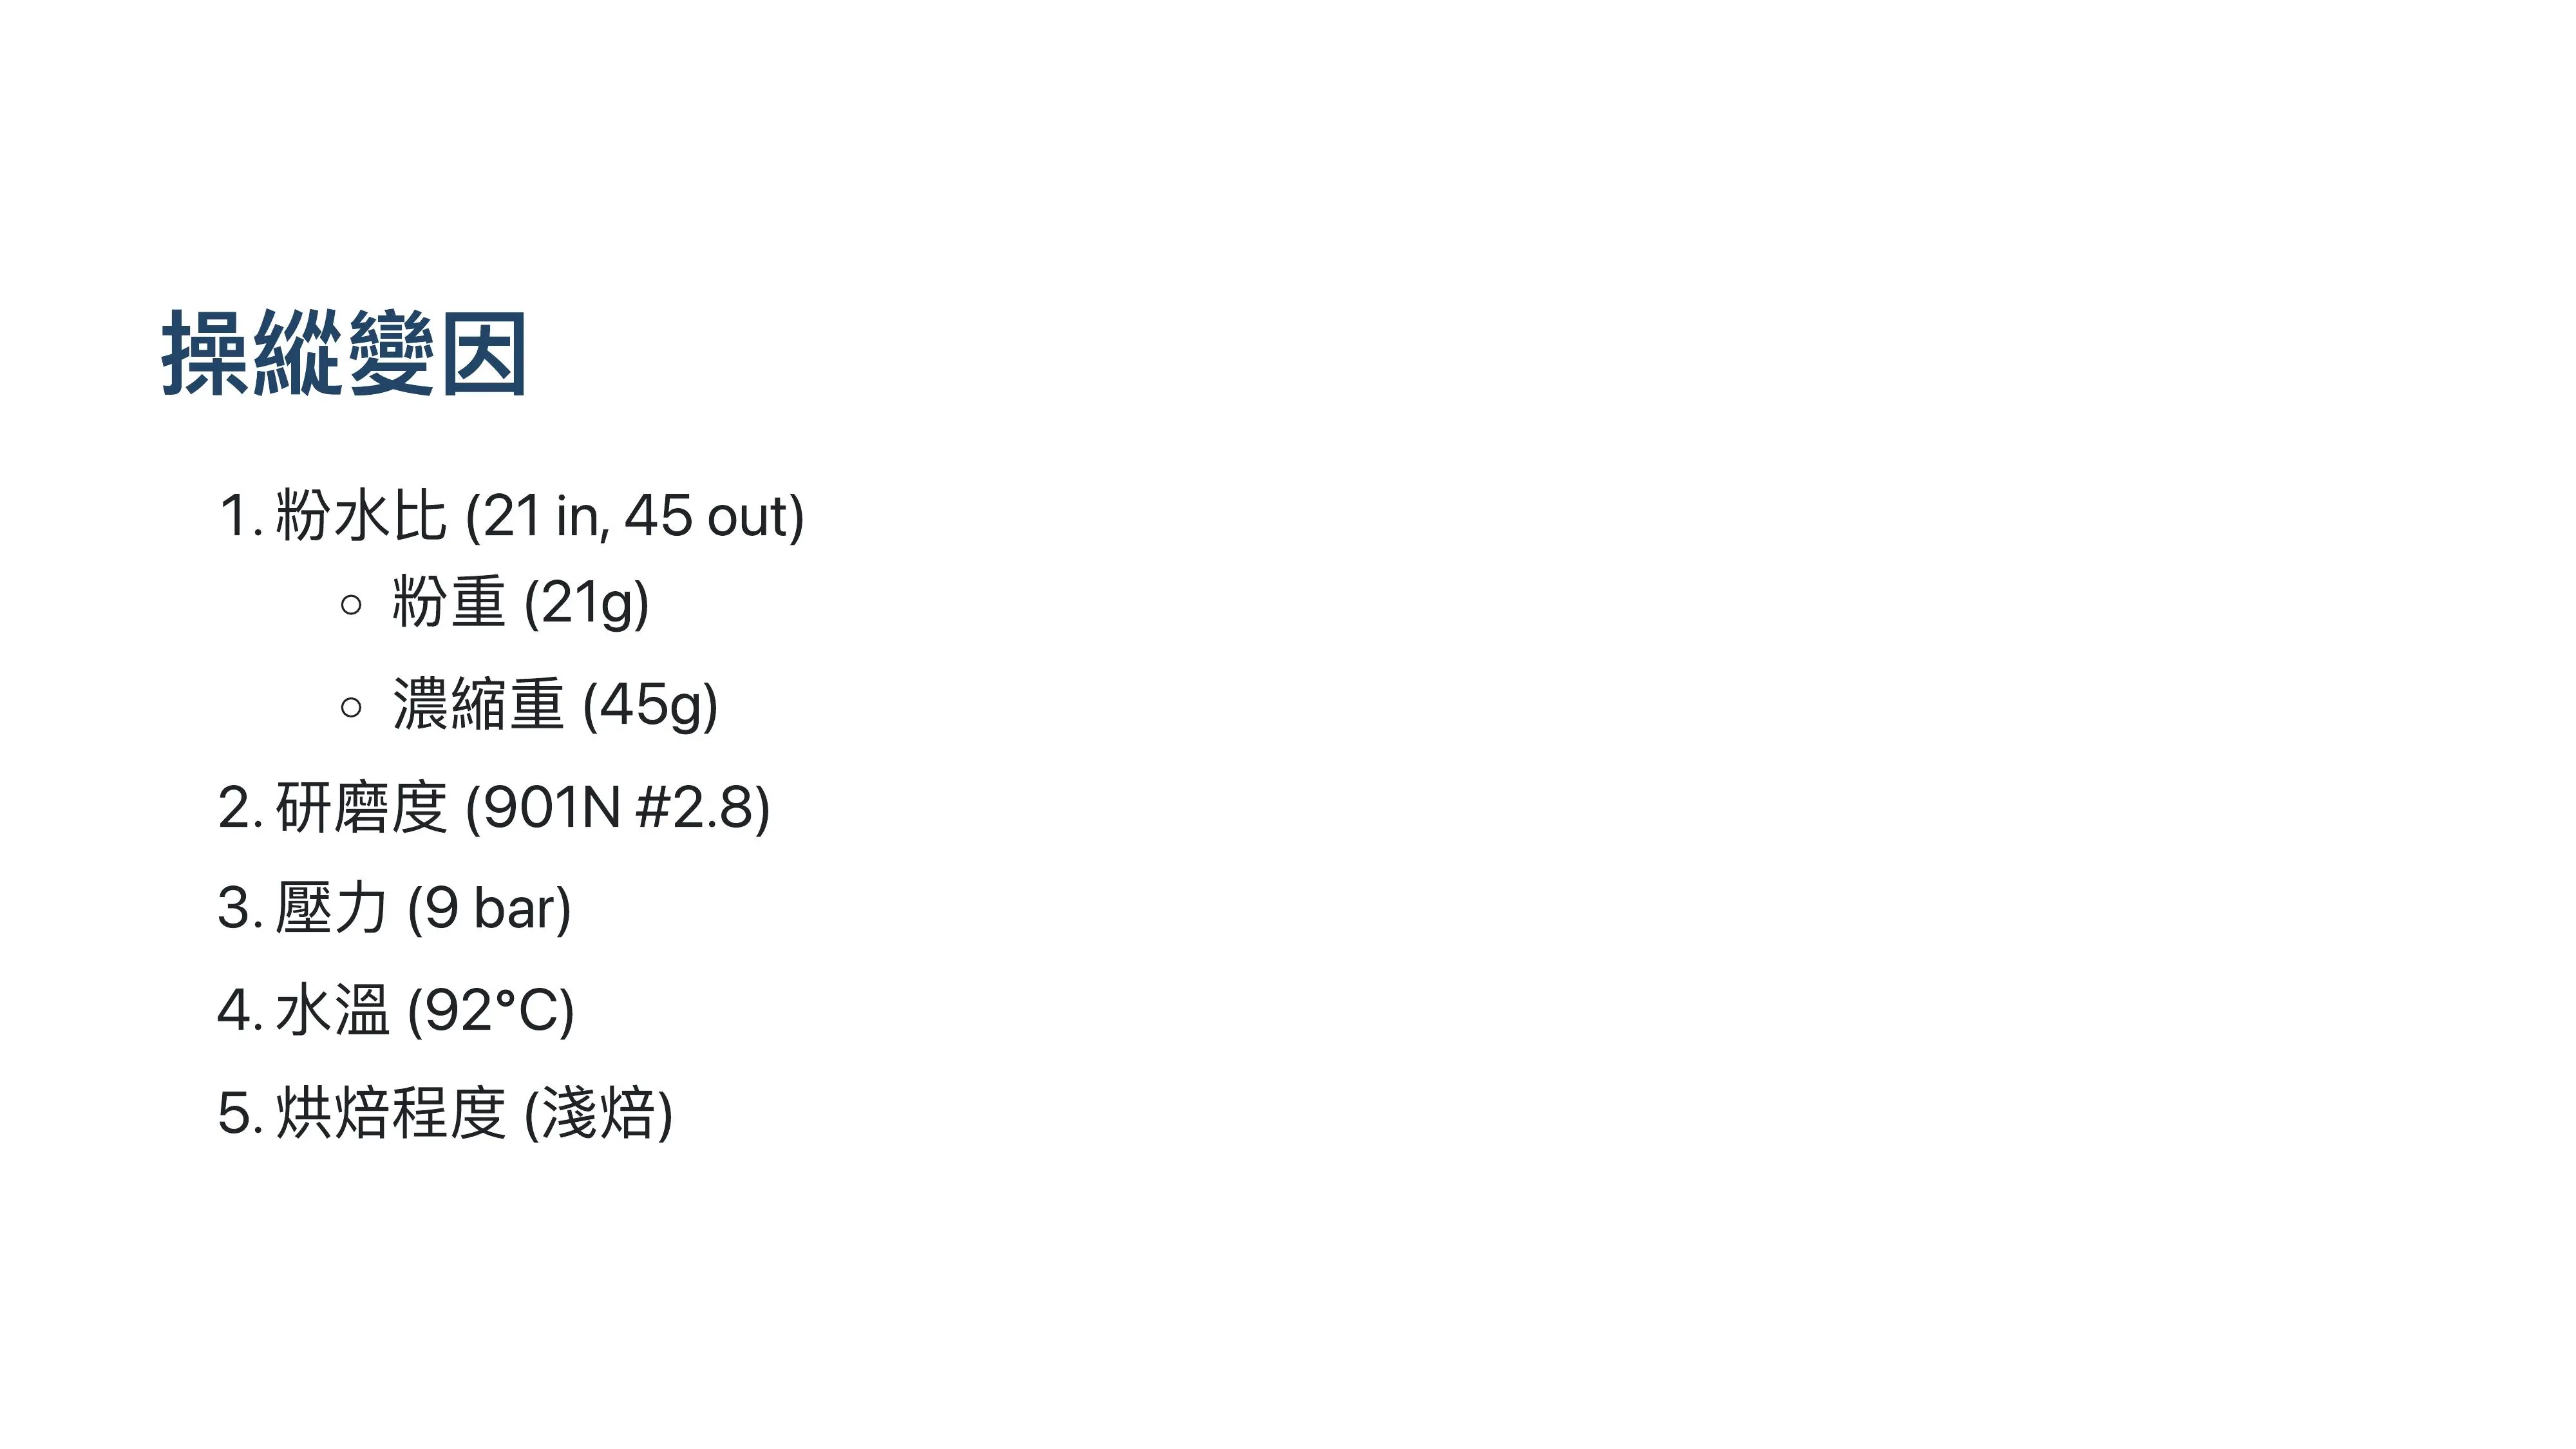 操縱變因
1. 粉水比 (21 in, 45 out)
○ 粉重 (21g)
○ 濃縮重 (45g)
2. 研磨度 (901N #2.8)
3. 壓力 (9 bar)
4. 水溫 (92°C)
5. 烘焙程度 (淺焙)